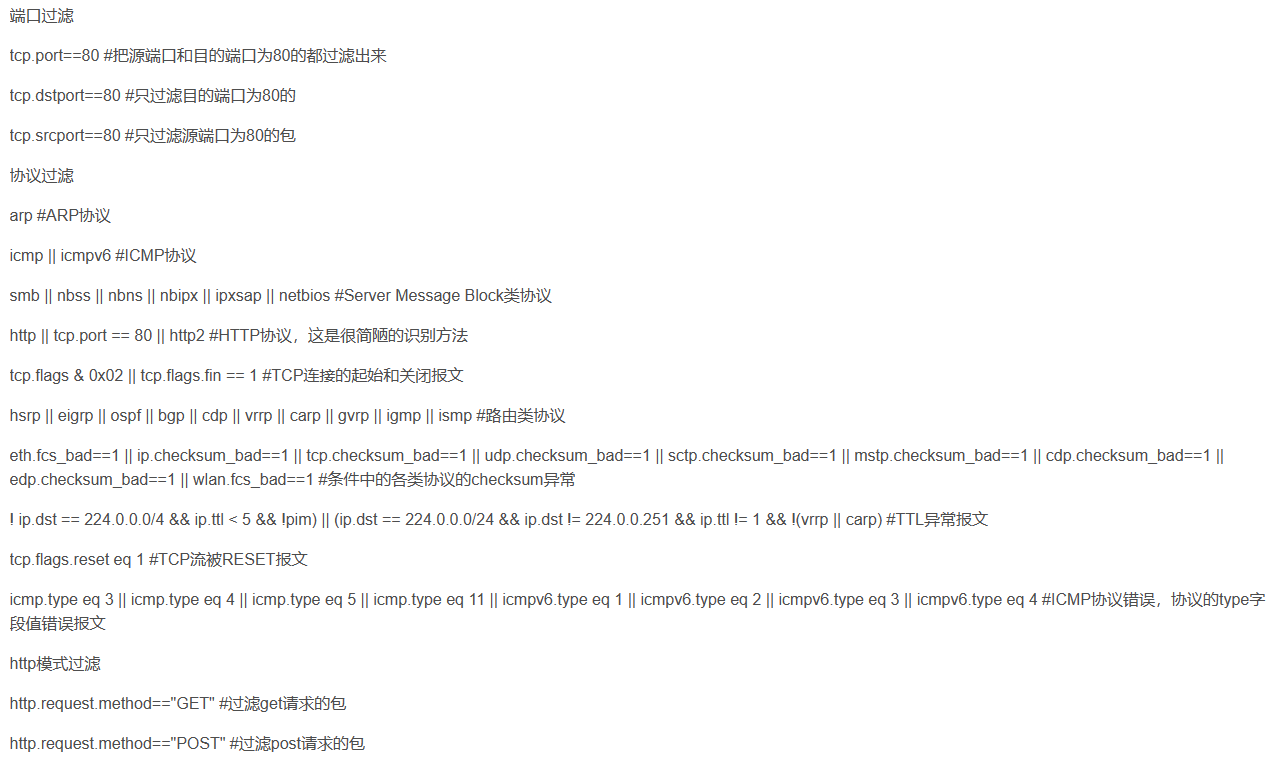 端口过滤
tcp.port==80 #把源端口和目的端口为80的都过滤出来
tcp.dstport==80 #只过滤目的端口为80的
tcp.srcport==80 #只过滤源端口为80的包
协议过滤
arp #ARP协议
icmp || icmpv6 #ICMP协议
smb || nbss || nbns || nbipx || ipxsap || netbios #Server Message Block类协议
http || tcp.port == 80 || http2 #HTTP协议，这是很简陋的识别方法
tcp.flags & 0x02 || tcp.flags.fin == 1 #TCP连接的起始和关闭报文
hsrp || eigrp || ospf || bgp || cdp || vrrp || carp || gvrp || igmp || ismp #路由类协议
eth.fcs_bad==1 || ip.checksum_bad==1 || tcp.checksum_bad==1 || udp.checksum_bad==1 || sctp.checksum_bad==1 || mstp.checksum_bad==1 || cdp.checksum_bad==1 ||
edp.checksum_bad==1 || wlan.fcs_bad==1 #条件中的各类协议的checksum异常
! ip.dst == 224.0.0.0/4 && ip.ttl < 5 && !pim) || (ip.dst == 224.0.0.0/24 && ip.dst != 224.0.0.251 && ip.ttl != 1 && !(vrrp || carp) #TTL异常报文
tcp.flags.reset eq 1 #TCP流被RESET报文
icmp.type eq 3 || icmp.type eq 4 || icmp.type eq 5 || icmp.type eq 11 || icmpv6.type eq 1 || icmpv6.type eq 2 || icmpv6.type eq 3 || icmpv6.type eq 4 #ICMP协议错误，协议的type字
段值错误报文
http模式过滤
http.request.method=="GET" #过滤get请求的包
http.request.method=="POST" #过滤post请求的包